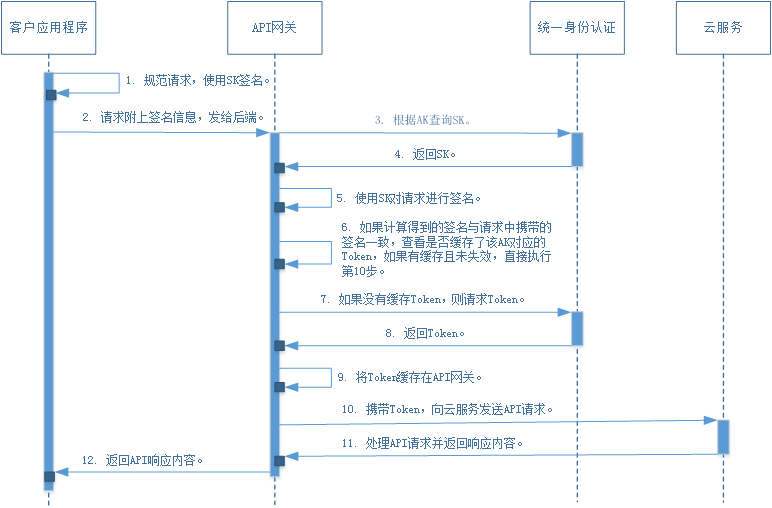 客户应用程序
API网关
统一身份认证
云服务
1. 规范请求，使用SK签名。
2. 请求附上签名信息，发给后端。
3. 根据AK查询SK。
4. 返回SK。
5. 使用SK对请求进行签名。
6. 如果计算得到的签名与请求中携带的
签名一致，查看是否缓存了该AK对应的
Token，如果有缓存且未失效，直接执行
第10步。
7. 如果没有缓存Token，则请求Token。
8. 返回Token。
9. 将Token缓存在API网关。
10. 携带Token，向云服务发送API请求。
11. 处理API请求并返回响应内容。
12. 返回API响应内容。